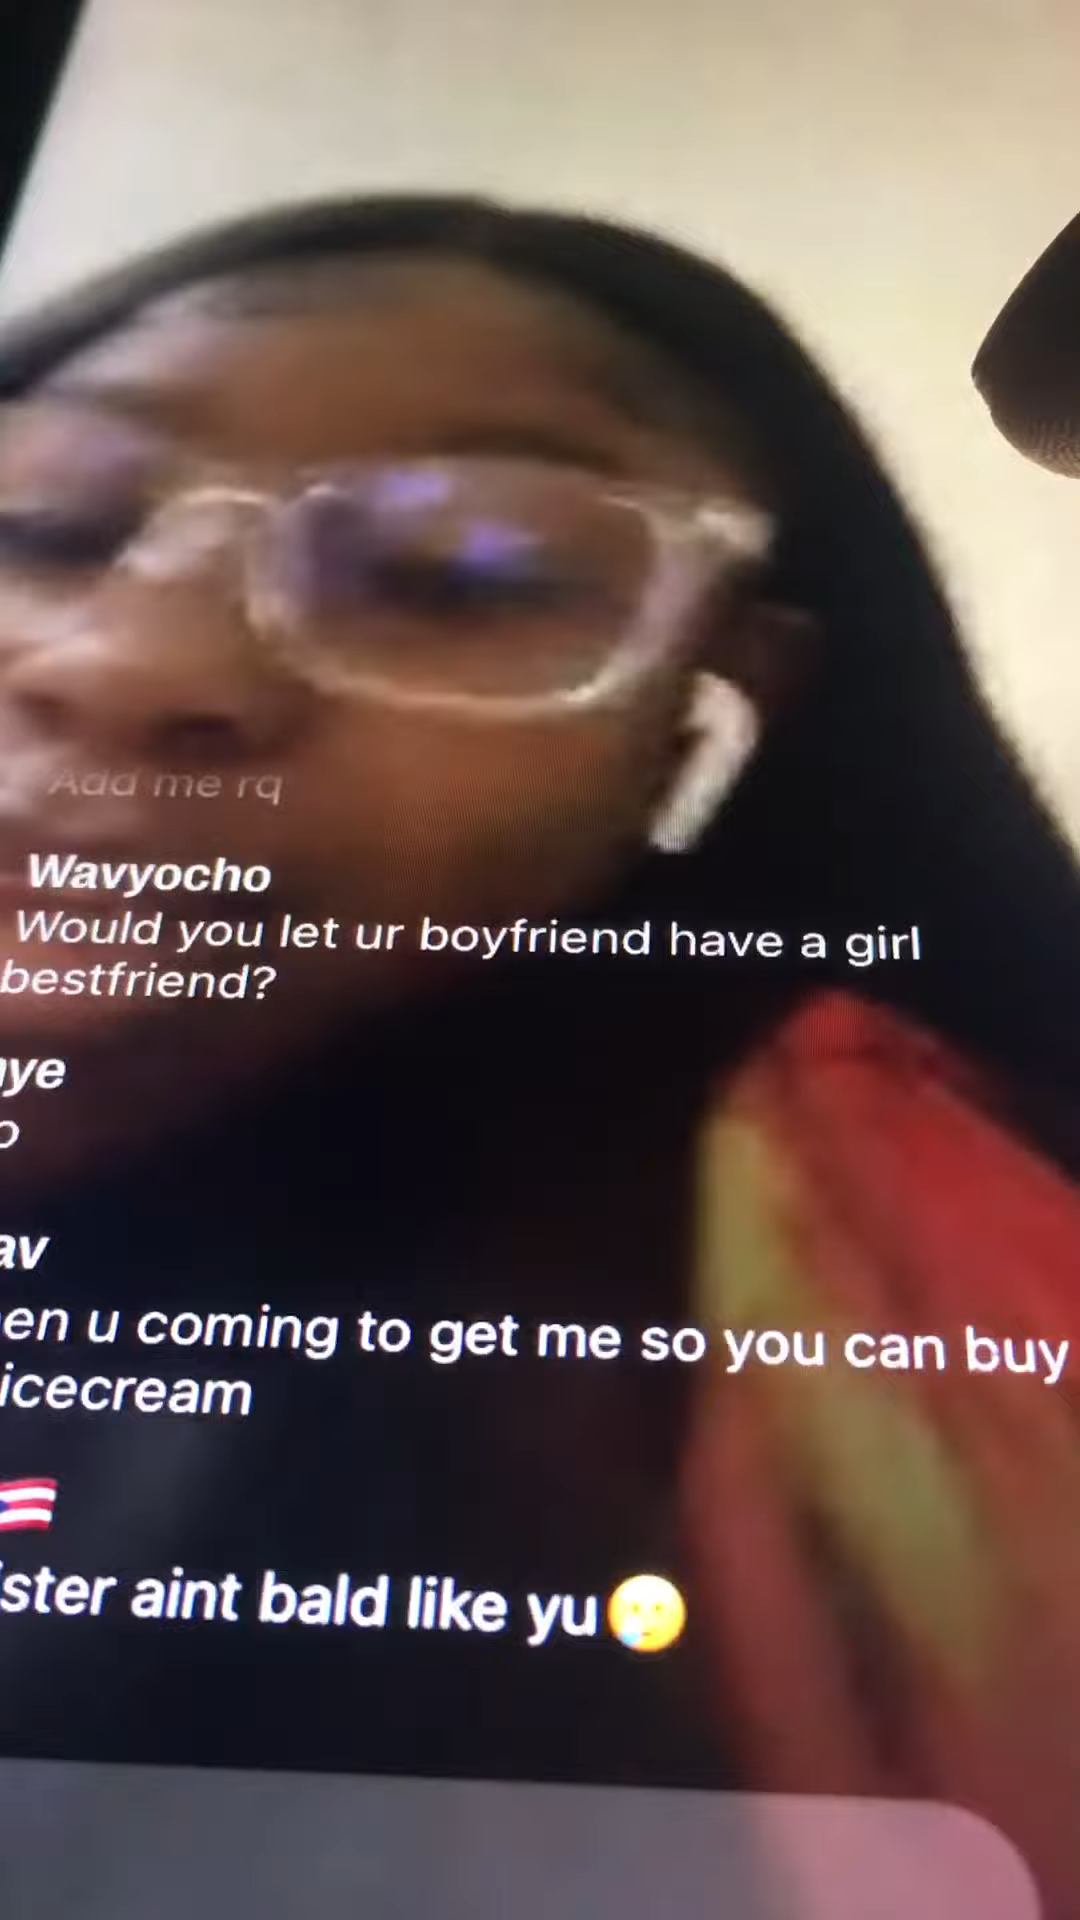 Add me rq
Wavyocho
Would you let ur boyfriend have a girl
bestfriend?
ye
o
av
en u coming to get me so you can buy
icecream
🇵🇷
ster aint bald like yu🥲